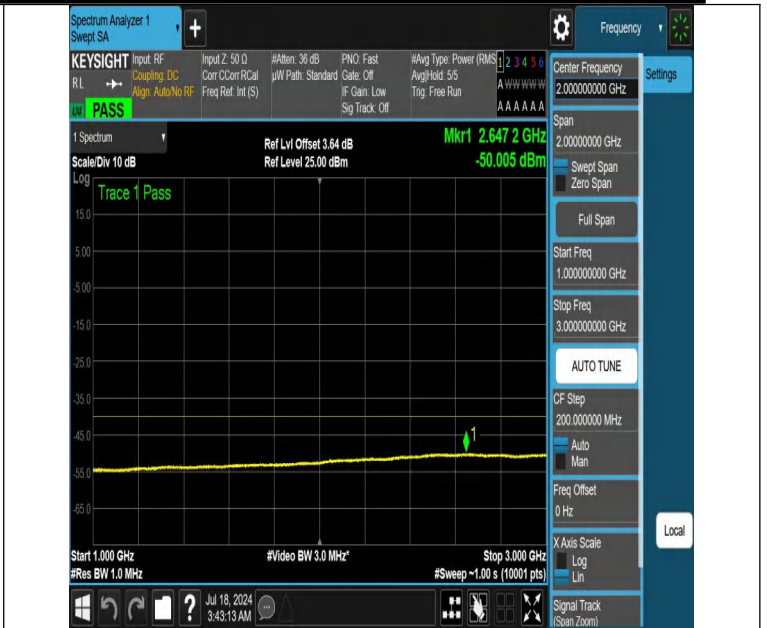 Spectrum Analyzer 1
Swept SA
+
Frequency
KEYSIGHT
RL
PASS
Input: RF
Coupling: DC
Align: Auto/No RF
Input Z: 50 Ω
Corr CCorr RCal
Freq Ref: Int (S)
#Atten: 36 dB
µW Path: Standard
PNO: Fast
Gate: Off
IF Gain: Low
Sig Track: Off
#Avg Type: Power (RMS
Avg|Hold: 5/5
Trig: Free Run
1 2 3 4 5 6
A W W W W W
A A A A A A
1 Spectrum
Scale/Div 10 dB
Ref Lvl Offset 3.64 dB
Ref Level 25.00 dBm
Mkr1 2.647 2 GHz
-50.005 dBm
Log
Trace 1 Pass
15.0
5.00
-5.00
-15.0
-25.0
-35.0
-45.0
-55.0
-65.0
1
Start 1.000 GHz
#Res BW 1.0 MHz
#Video BW 3.0 MHz*
Stop 3.000 GHz
#Sweep ~1.00 s (10001 pts)
?
Jul 18, 2024
3:43:13 AM
Center Frequency
2.000000000 GHz
Span
2.00000000 GHz
Swept Span
Zero Span
Full Span
Start Freq
1.000000000 GHz
Stop Freq
3.000000000 GHz
AUTO TUNE
CF Step
200.000000 MHz
Auto
Man
Freq Offset
0 Hz
X Axis Scale
Log
Lin
Signal Track
(Span Zoom)
Settings
Local